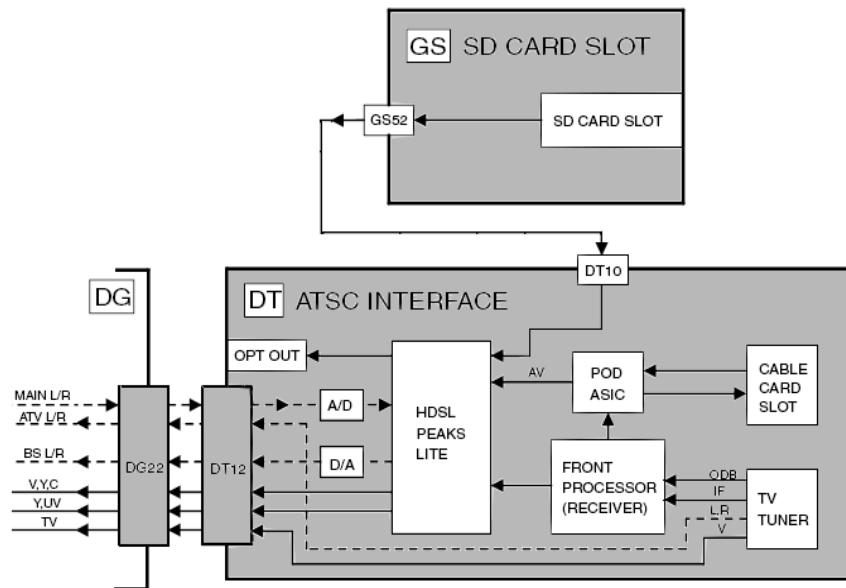 GS SD CARD SLOT
GS52
SD CARD SLOT
DT10
DG
DT ATSC INTERFACE
OPT OUT
HDSL
PEAKS
LITE
AV
POD
ASIC
CABLE
CARD
SLOT
MAIN L/R
ATV L/R
A/D
BS L/R
D/A
DG22
DT12
V,Y,C
Y,UV
TV
FRONT
PROCESSOR
(RECEIVER)
ODB
IF
L,R
V
TV
TUNER